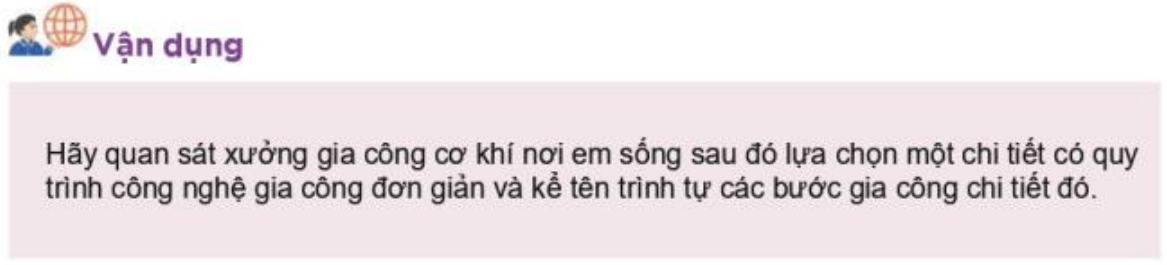 Vận dụng
Hãy quan sát xưởng gia công cơ khí nơi em sống sau đó lựa chọn một chi tiết có quy
trình công nghệ gia công đơn giản và kể tên trình tự các bước gia công chi tiết đó.